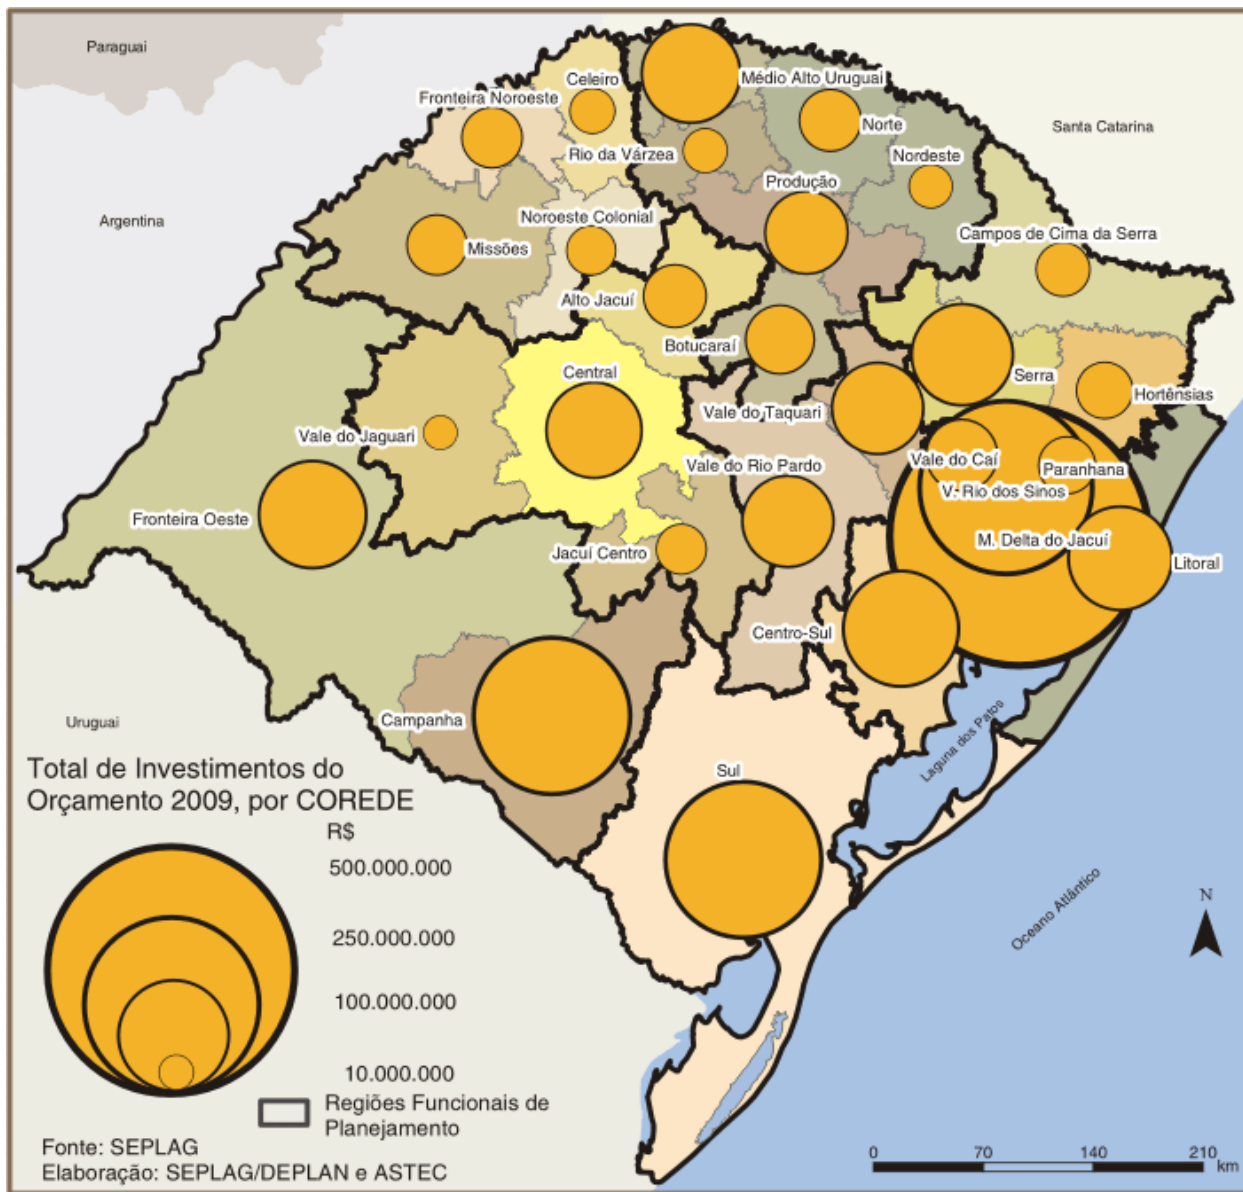 Paraguai
Celeiro
Médio Alto Uruguai
Fronteira Noroeste
Norte
Santa Catarina
Rio da Várzea
Nordeste
Produção
Argentina
Noroeste Colonial
Campos de Cima da Serra
Missões
Alto Jacuí
Botucaraí
Central
Serra
Hortênsias
Vale do Taquari
Vale do Jaguari
Vale do Caí
Paranhana
Vale do Rio Pardo
V. Rio dos Sinos
Fronteira Oeste
M. Delta do Jacuí
Jacuí Centro
Litoral
Centro-Sul
Uruguai
Campanha
Laguna dos Patos
Sul
Oceano Atlântico
N
Total de Investimentos do
Orçamento 2009, por COREDE
R$
500.000.000
250.000.000
100.000.000
10.000.000
Regiões Funcionais de
Planejamento
Fonte: SEPLAG
Elaboração: SEPLAG/DEPLAN e ASTEC
0 70 140 210
km